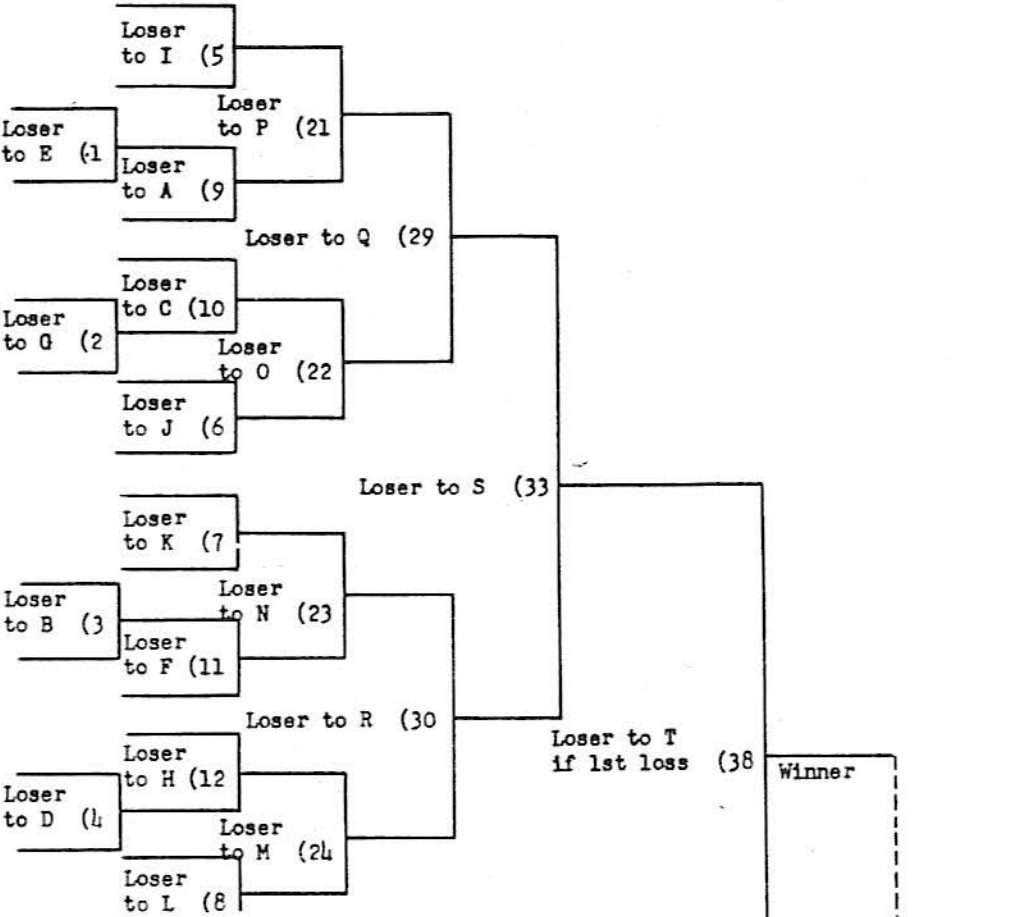 Loser
to I (5
Loser
to P (21
Loser
to E (1
Loser
to A (9
Loser to Q (29
Loser
to C (10
Loser
to G (2
Loser
to O (22
Loser
to J (6
Loser to S (33
Loser
to K (7
Loser
to N (23
Loser
to B (3
Loser
to F (11
Loser to R (30
Loser to T
if 1st loss (38
Winner
Loser
to H (12
Loser
to D (4
Loser
to M (24
Loser
to L (8